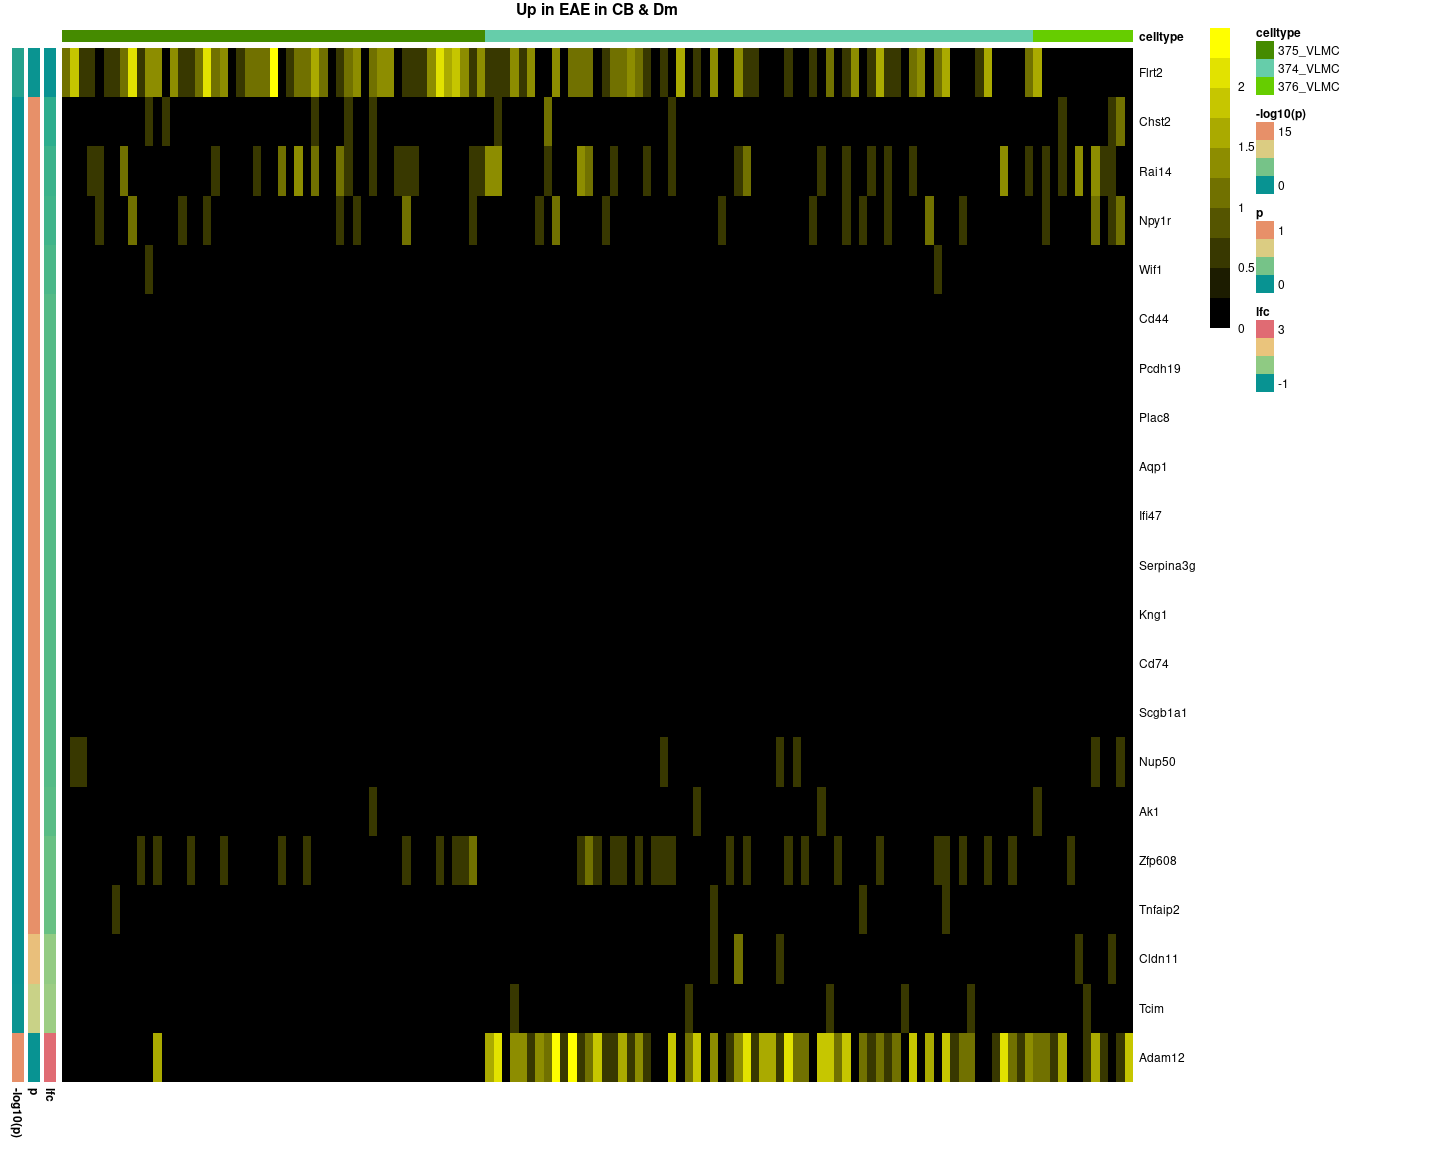 Up in EAE in CB & Dm
celltype
Flrt2
Chst2
Rai14
Npy1r
Wif1
Cd44
Pcdh19
Plac8
Aqp1
Ifi47
Serpina3g
Kng1
Cd74
Scgb1a1
Nup50
Ak1
Zfp608
Tnfaip2
Cldn11
Tcim
Adam12
2
1.5
1
0.5
0
celltype
375_VLMC
374_VLMC
376_VLMC
-log10(p)
15
0
p
1
0
lfc
3
-1
-log10(p)
p
lfc